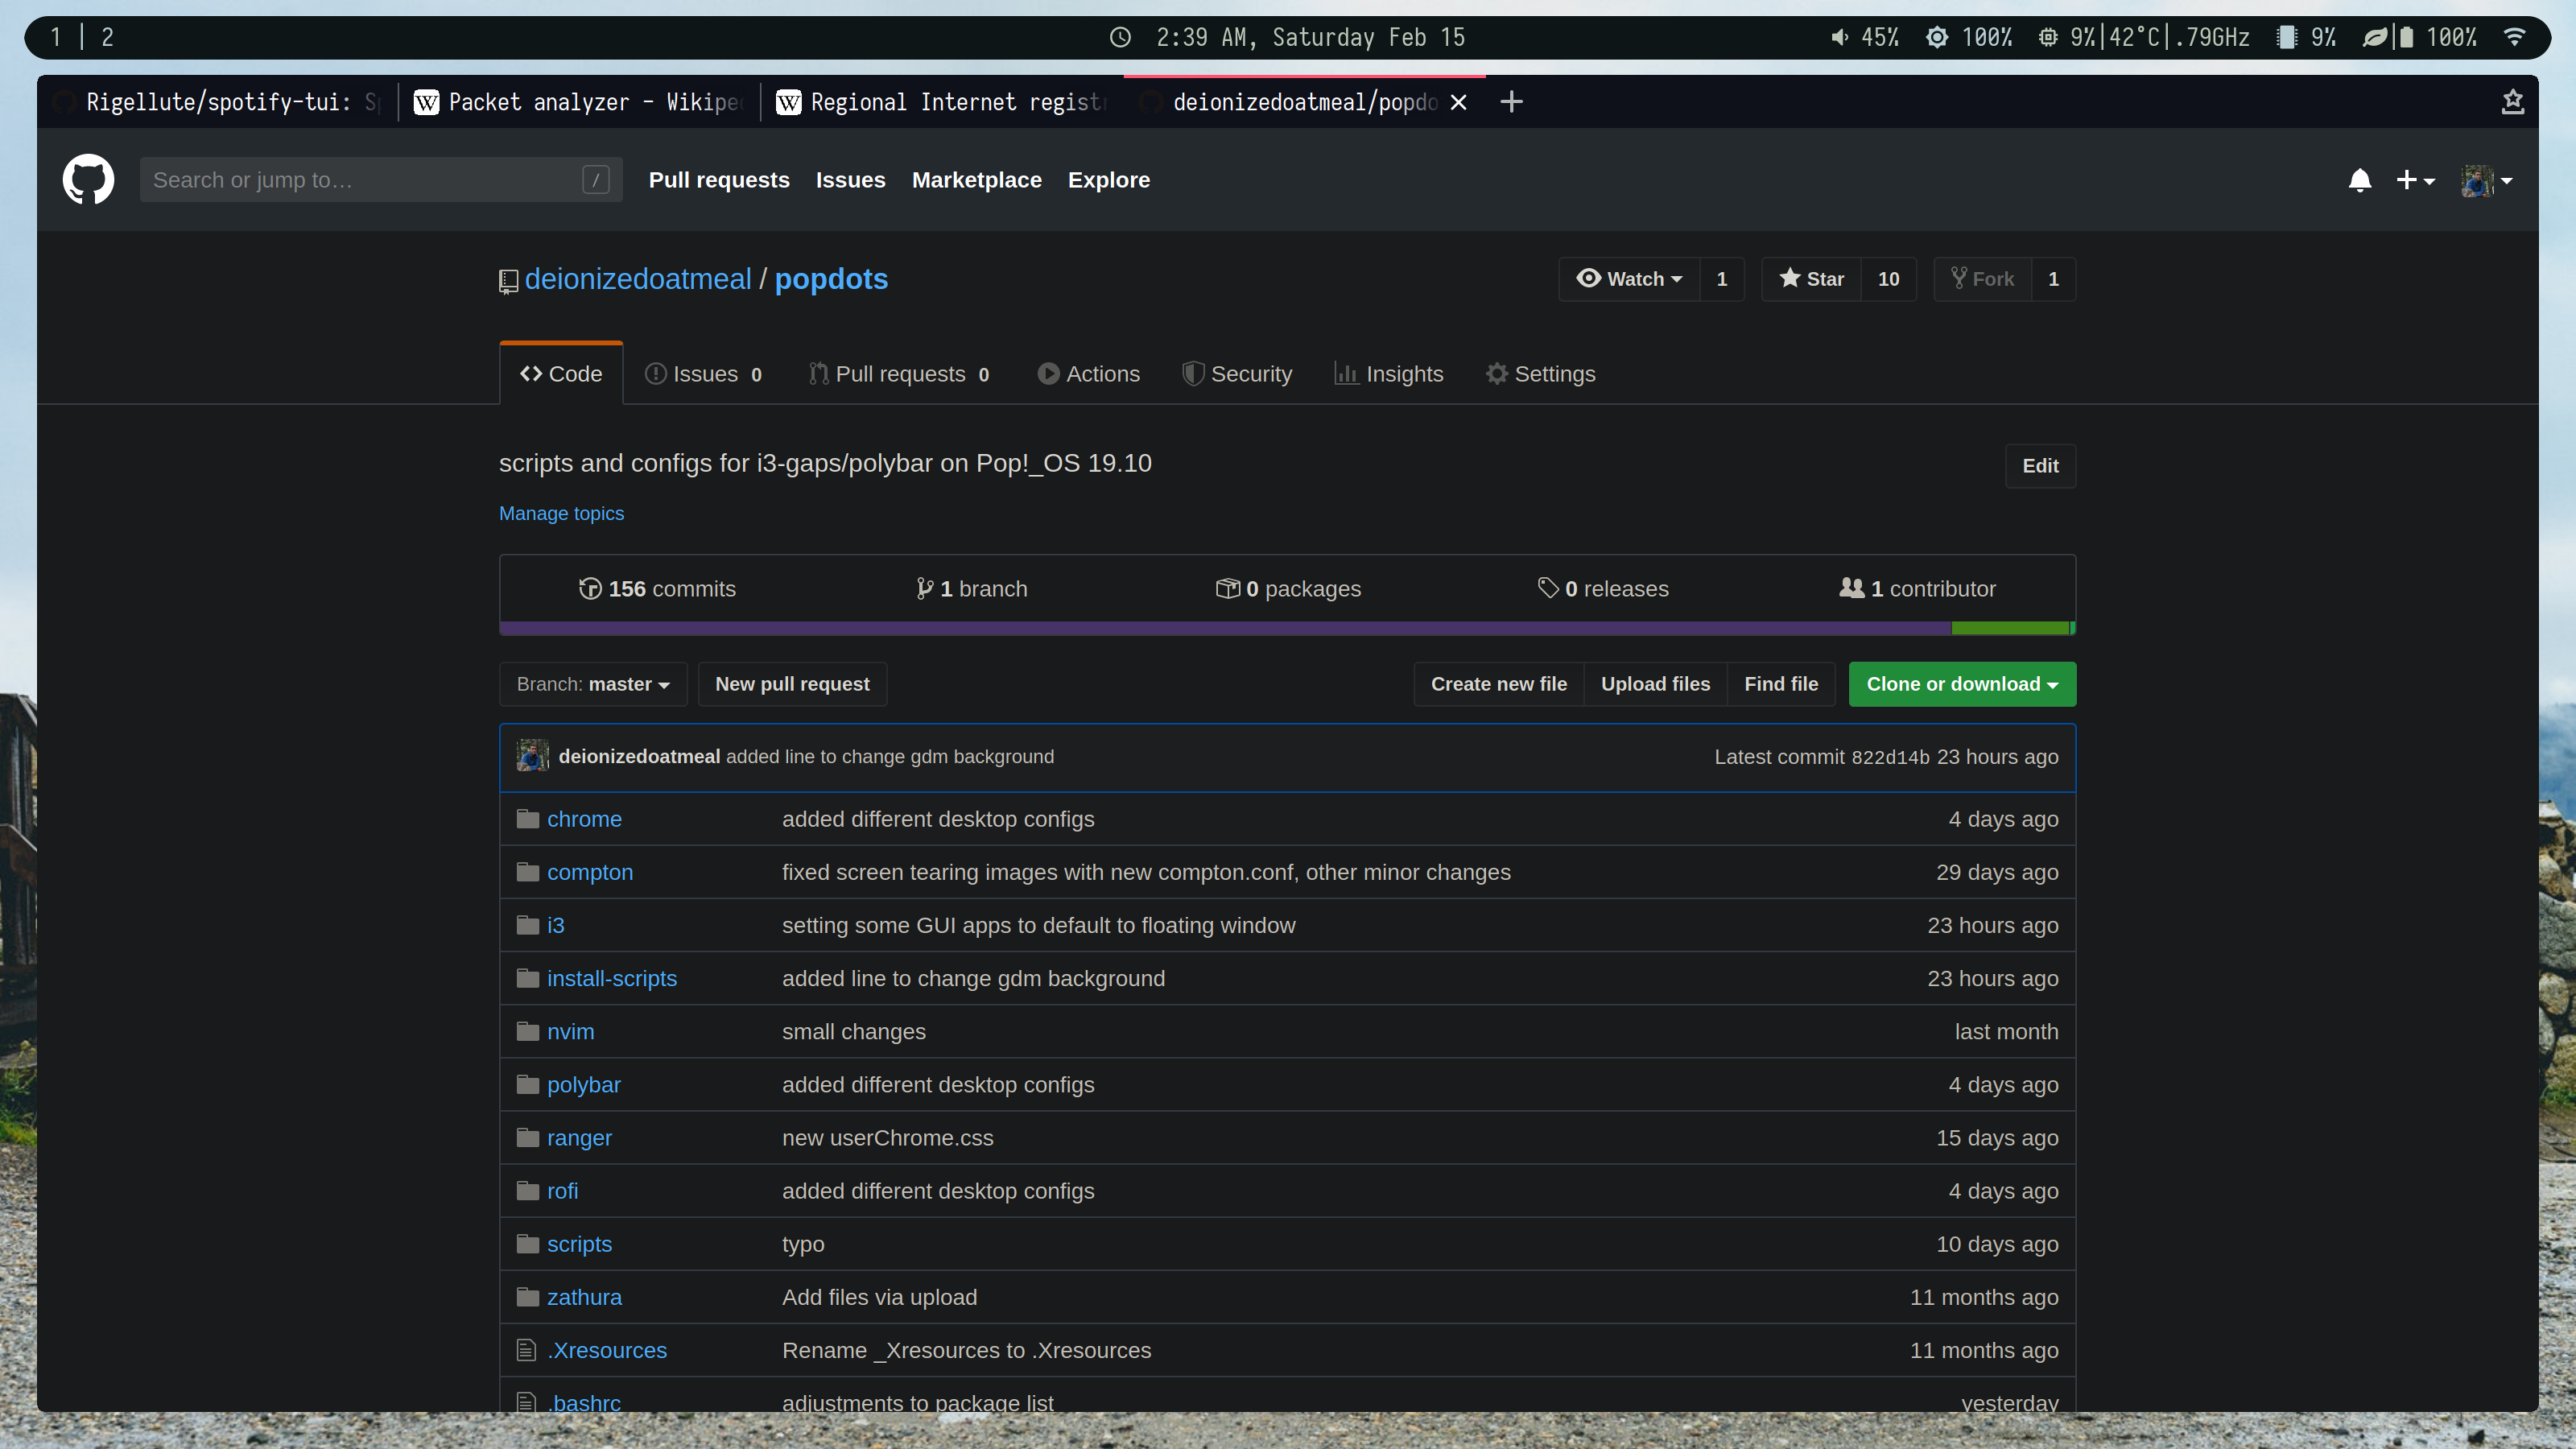 1 | 2
2:39 AM, Saturday Feb 15
45% 100% 9%|42°C|.79GHz 9% | 100%
Rigellute/spotify-tui: Sp
Packet analyzer - Wikiped
Regional Internet registr
deionizedoatmeal/popdo
Search or jump to… /
Pull requests Issues Marketplace Explore
deionizedoatmeal / popdots
Watch 1 Star 10 Fork 1
Code Issues 0 Pull requests 0 Actions Security Insights Settings
scripts and configs for i3-gaps/polybar on Pop!_OS 19.10
Edit
Manage topics
156 commits 1 branch 0 packages 0 releases 1 contributor
Branch: master New pull request Create new file Upload files Find file Clone or download
deionizedoatmeal added line to change gdm background Latest commit 822d14b 23 hours ago
chrome added different desktop configs 4 days ago
compton fixed screen tearing images with new compton.conf, other minor changes 29 days ago
i3 setting some GUI apps to default to floating window 23 hours ago
install-scripts added line to change gdm background 23 hours ago
nvim small changes last month
polybar added different desktop configs 4 days ago
ranger new userChrome.css 15 days ago
rofi added different desktop configs 4 days ago
scripts typo 10 days ago
zathura Add files via upload 11 months ago
.Xresources Rename _Xresources to .Xresources 11 months ago
.bashrc adjustments to package list yesterday